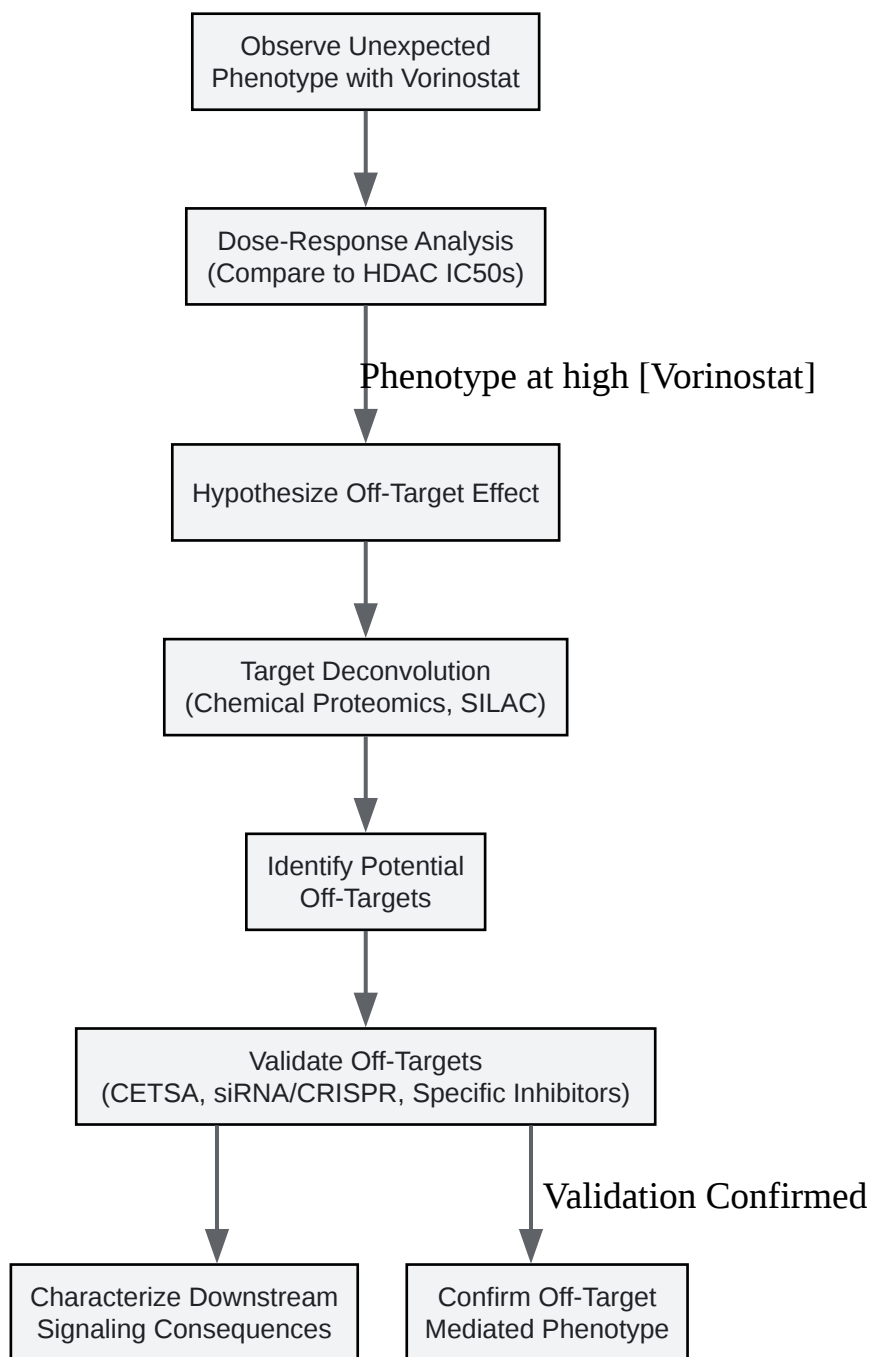 Observe Unexpected
Phenotype with Vorinostat
Dose-Response Analysis
(Compare to HDAC IC50s)
Phenotype at high [Vorinostat]
Hypothesize Off-Target Effect
Target Deconvolution
(Chemical Proteomics, SILAC)
Identify Potential
Off-Targets
Validate Off-Targets
(CETSA, siRNA/CRISPR, Specific Inhibitors)
Validation Confirmed
Characterize Downstream
Signaling Consequences
Confirm Off-Target
Mediated Phenotype